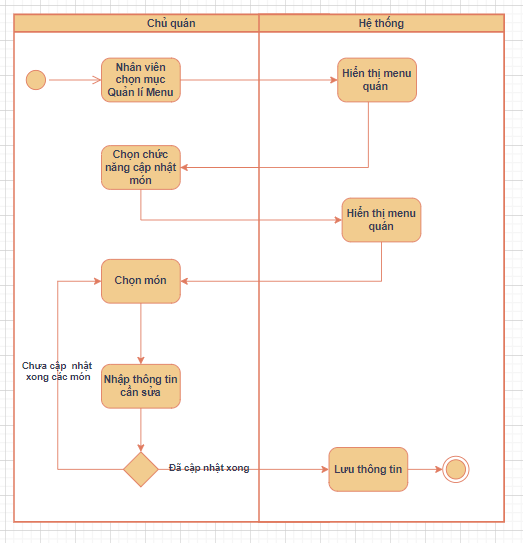 Chủ quán
Hệ thống
Nhân viên
chọn mục
Quản lí Menu
Hiển thị menu
quán
Chọn chức
năng cập nhật
món
Hiển thị menu
quán
Chọn món
Chưa cập nhật
xong các món
Nhập thông tin
cần sửa
Đã cập nhật xong
Lưu thông tin